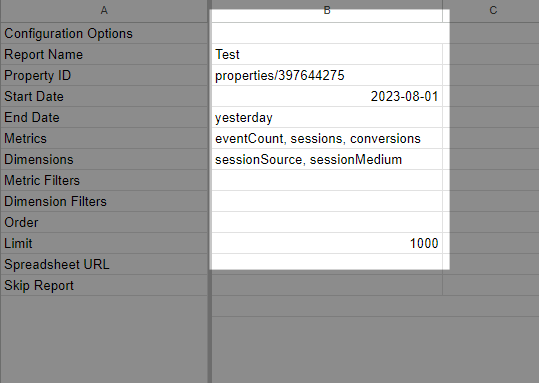 A B C
Configuration Options
Report Name Test
Property ID properties/397644275
Start Date 2023-08-01
End Date yesterday
Metrics eventCount, sessions, conversions
Dimensions sessionSource, sessionMedium
Metric Filters
Dimension Filters
Order
Limit 1000
Spreadsheet URL
Skip Report